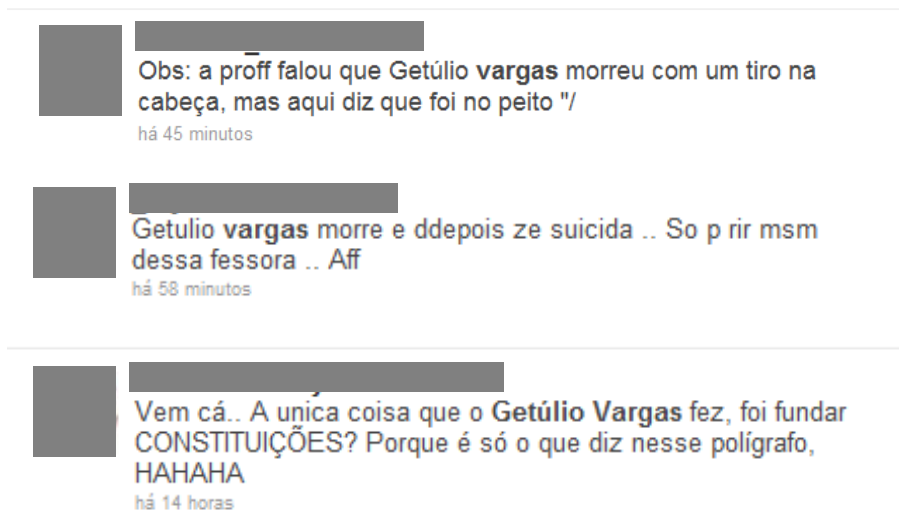 Obs: a proff falou que Getúlio vargas morreu com um tiro na
cabeça, mas aqui diz que foi no peito "/
há 45 minutos
Getulio vargas morre e ddepois ze suicida .. So p rir msm
dessa fessora .. Aff
há 58 minutos
Vem cá.. A unica coisa que o Getúlio Vargas fez, foi fundar
CONSTITUIÇÕES? Porque é só o que diz nesse polígrafo,
HAHAHA
há 14 horas